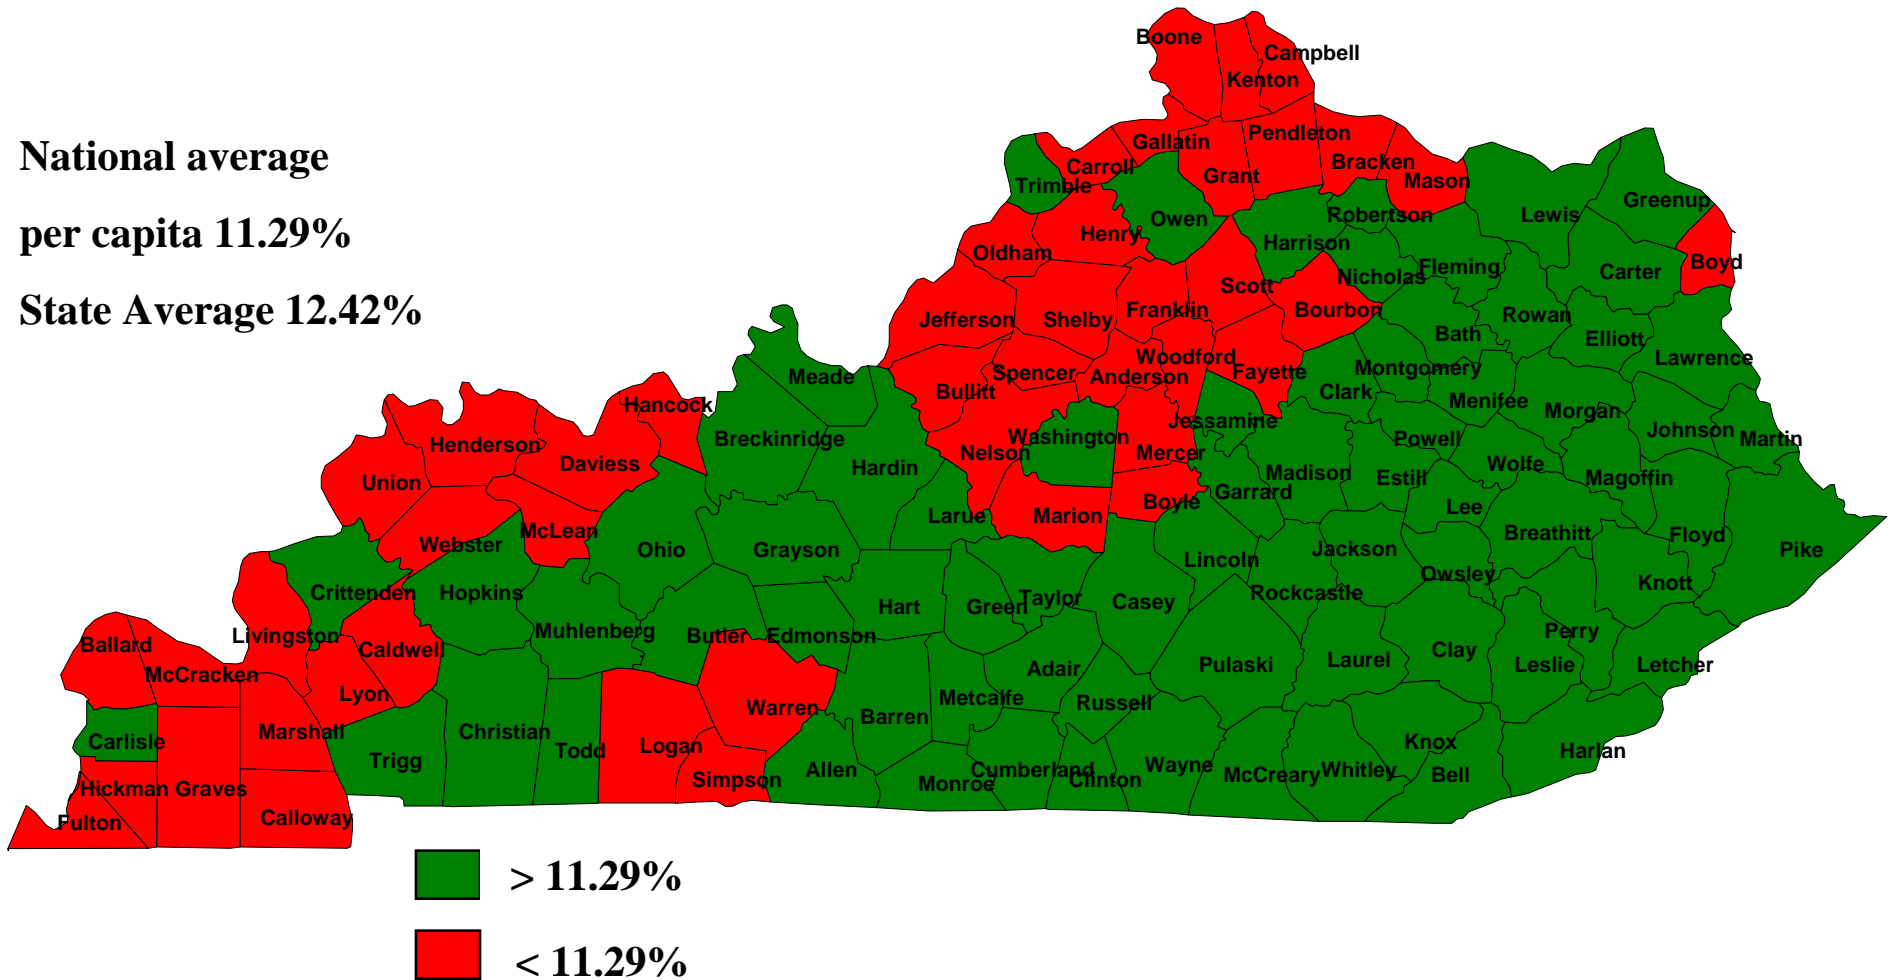 National average
per capita 11.29%
State Average 12.42%
Boone
Campbell
Kenton
Gallatin
Pendleton
Carroll
Grant
Bracken
Mason
Trimble
Owen
Robertson
Lewis
Greenup
Henry
Harrison
Oldham
Nicholas
Fleming
Carter
Boyd
Scott
Jefferson
Shelby
Franklin
Bourbon
Bath
Rowan
Elliott
Lawrence
Woodford
Fayette
Montgomery
Meade
Spencer
Anderson
Bullitt
Clark
Menifee
Morgan
Hancock
Jessamine
Johnson
Martin
Henderson
Breckinridge
Washington
Powell
Nelson
Mercer
Daviess
Hardin
Madison
Wolfe
Union
Estill
Magoffin
Garrard
Boyle
Larue
Marion
Lee
McLean
Breathitt
Floyd
Webster
Ohio
Grayson
Lincoln
Jackson
Pike
Owsley
Knott
Crittenden
Hopkins
Hart
Green
Taylor
Casey
Rockcastle
Livingston
Muhlenberg
Butler
Edmonson
Perry
Ballard
Caldwell
Clay
McCracken
Adair
Pulaski
Laurel
Leslie
Letcher
Lyon
Metcalfe
Russell
Warren
Barren
Marshall
Christian
Carlisle
Logan
Todd
Knox
Harlan
Trigg
Allen
Cumberland
Wayne
McCreary
Whitley
Bell
Simpson
Monroe
Clinton
Hickman
Graves
Fulton
Calloway
> 11.29%
< 11.29%